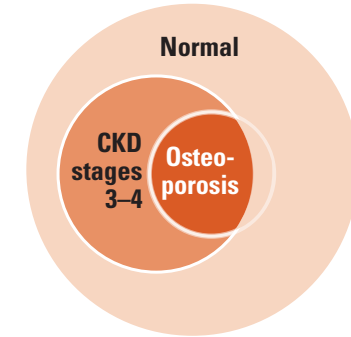 Normal
CKD
stages
3–4
Osteo-
porosis